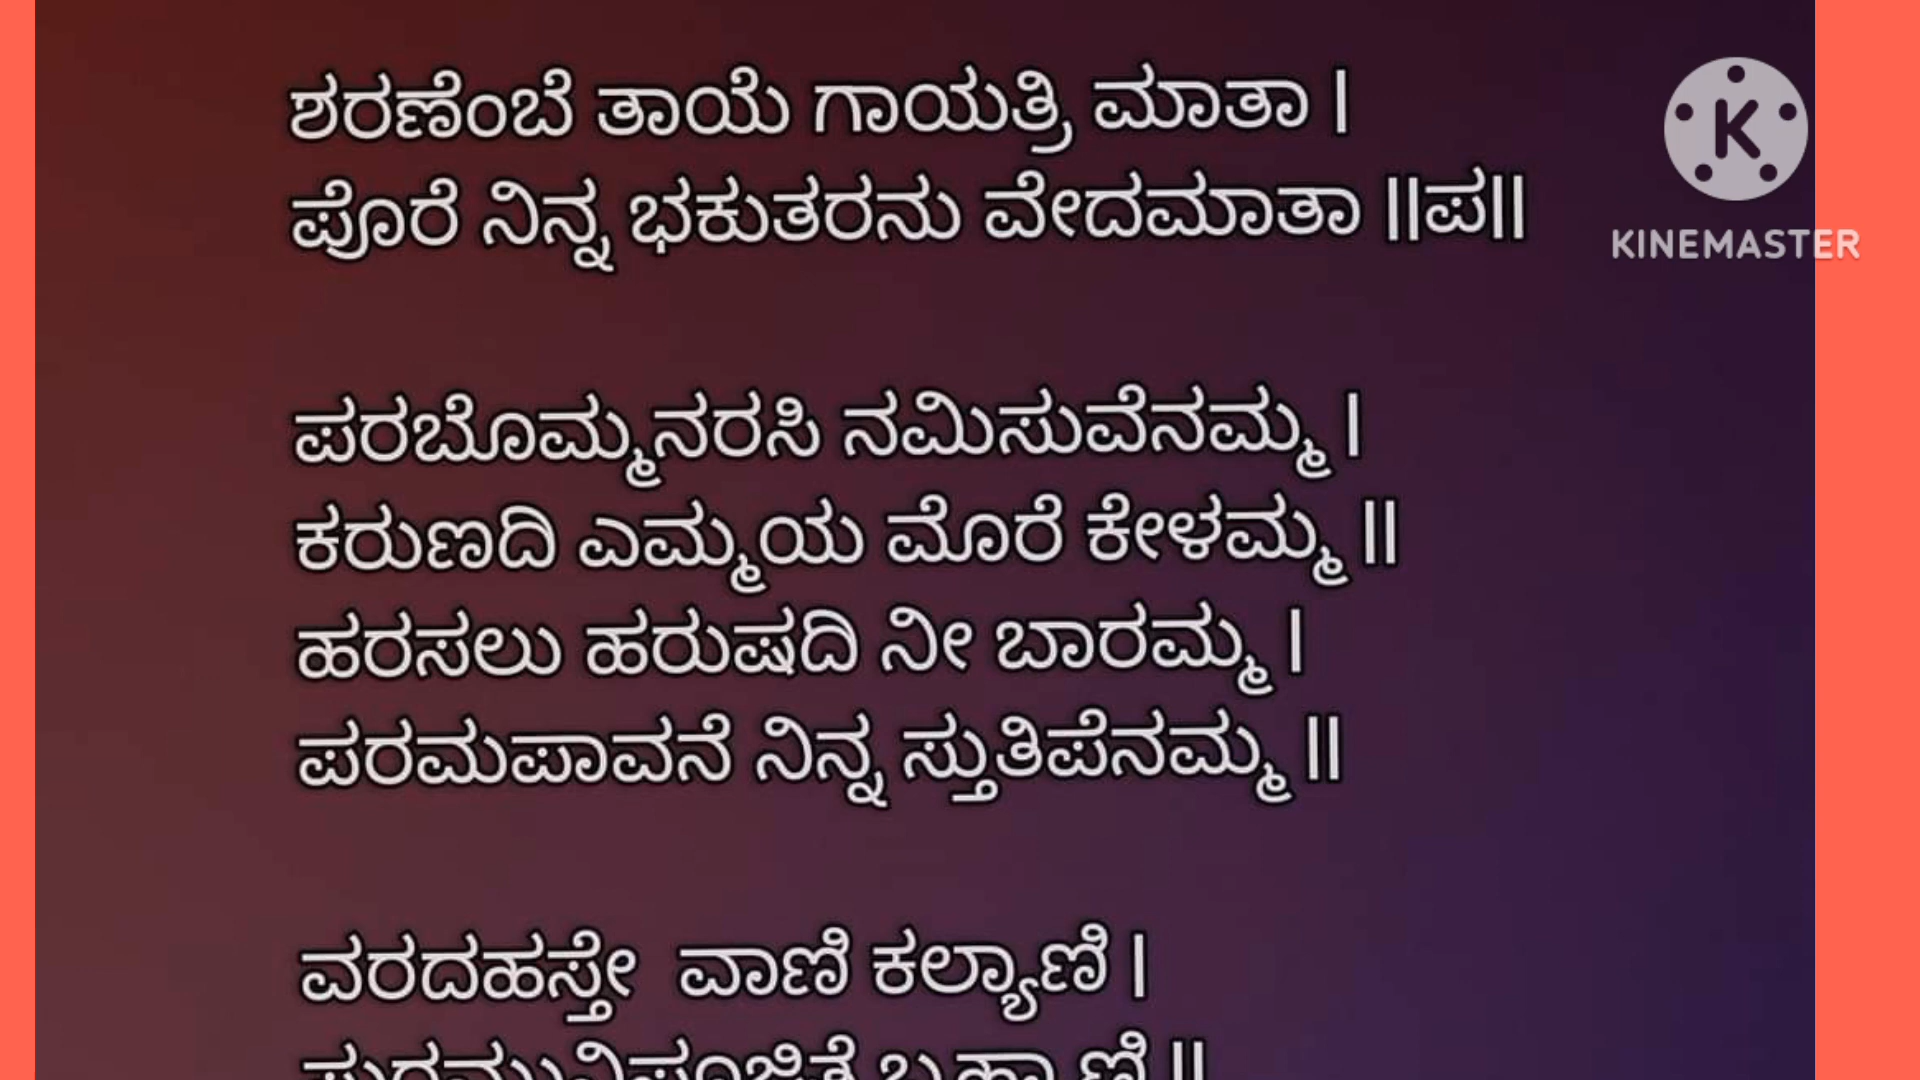 ಶರಣೆಂಬೆ ತಾಯೆ ಗಾಯತ್ರಿ ಮಾತಾ |
ಪೊರೆ ನಿನ್ನ ಭಕುತರನು ವೇದಮಾತಾ ||ಪ||
ಪರಬೊಮ್ಮನರಸಿ ನಮಿಸುವೆನಮ್ಮ |
ಕರುಣದಿ ಎಮ್ಮಯ ಮೊರೆ ಕೇಳಮ್ಮ ||
ಹರಸಲು ಹರುಷದಿ ನೀ ಬಾರಮ್ಮ |
ಪರಮಪಾವನೆ ನಿನ್ನ ಸ್ತುತಿಪೆನಮ್ಮ ||
ವರದಹಸ್ತೇ ವಾಣಿ ಕಲ್ಯಾಣಿ |
K
KINEMASTER